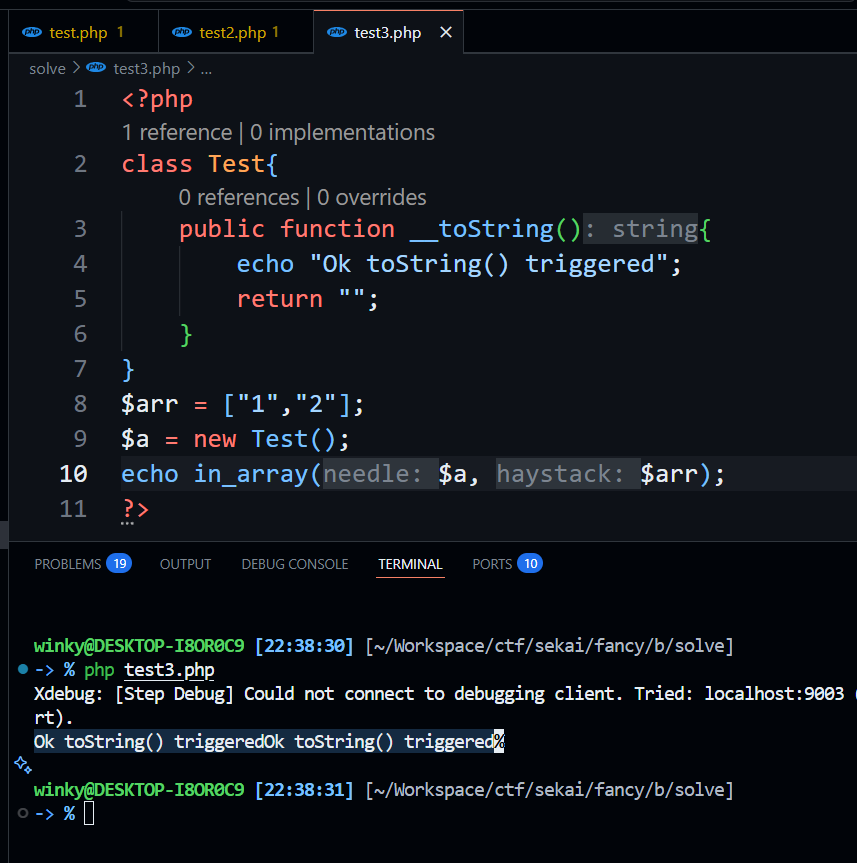 test.php 1 test2.php 1 test3.php ×
solve > test3.php > ...
1 <?php
1 reference | 0 implementations
2 class Test{
0 references | 0 overrides
3 public function __toString(): string{
4 echo "Ok toString() triggered";
5 return "";
6 }
7 }
8 $arr = ["1","2"];
9 $a = new Test();
10 echo in_array(needle: $a, haystack: $arr);
11 ?>
PROBLEMS 19 OUTPUT DEBUG CONSOLE TERMINAL PORTS 10
winky@DESKTOP-I8OR0C9 [22:38:30] [~/Workspace/ctf/sekai/fancy/b/solve]
-> % php test3.php
Xdebug: [Step Debug] Could not connect to debugging client. Tried: localhost:9003
rt).
Ok toString() triggeredOk toString() triggered%
winky@DESKTOP-I8OR0C9 [22:38:31] [~/Workspace/ctf/sekai/fancy/b/solve]
-> %